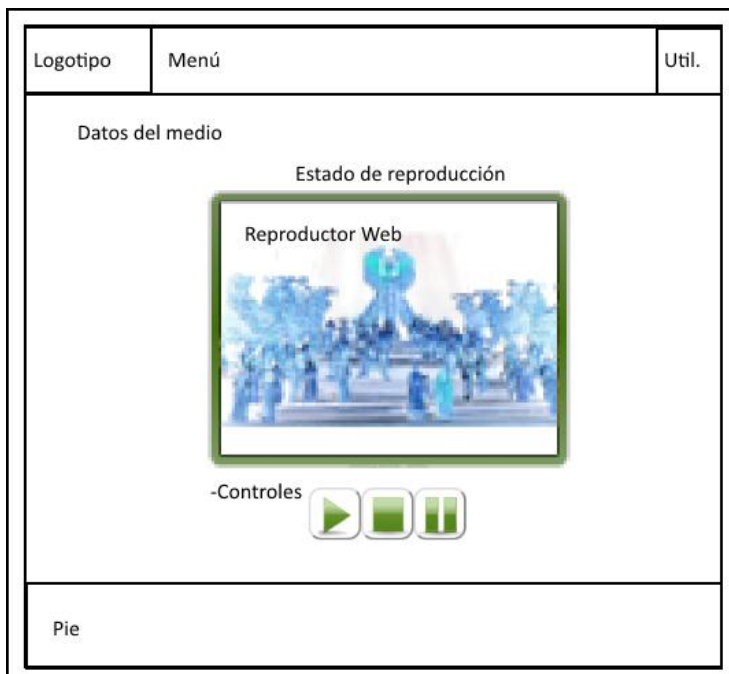 Logotipo
Menú
Util.
Datos del medio
Estado de reproducción
Reproductor Web
-Controles
Pie